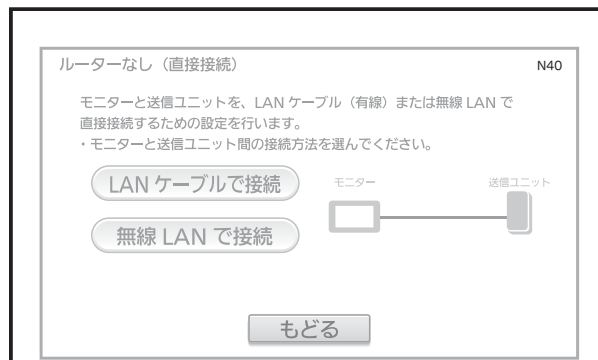 ルーターなし（直接接続）
N40
モニターと送信ユニットを、LAN ケーブル（有線）または無線 LAN で
直接接続するための設定を行います。
・モニターと送信ユニット間の接続方法を選んでください。
LAN ケーブルで接続
モニター
送信ユニット
無線 LAN で接続
もどる